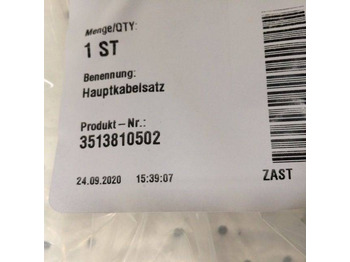 Menge/QTY:
1 ST
Benennung:
Hauptkabelsatz
Produkt – Nr.:
3513810502
24.09.2020 15:39:07
ZAST